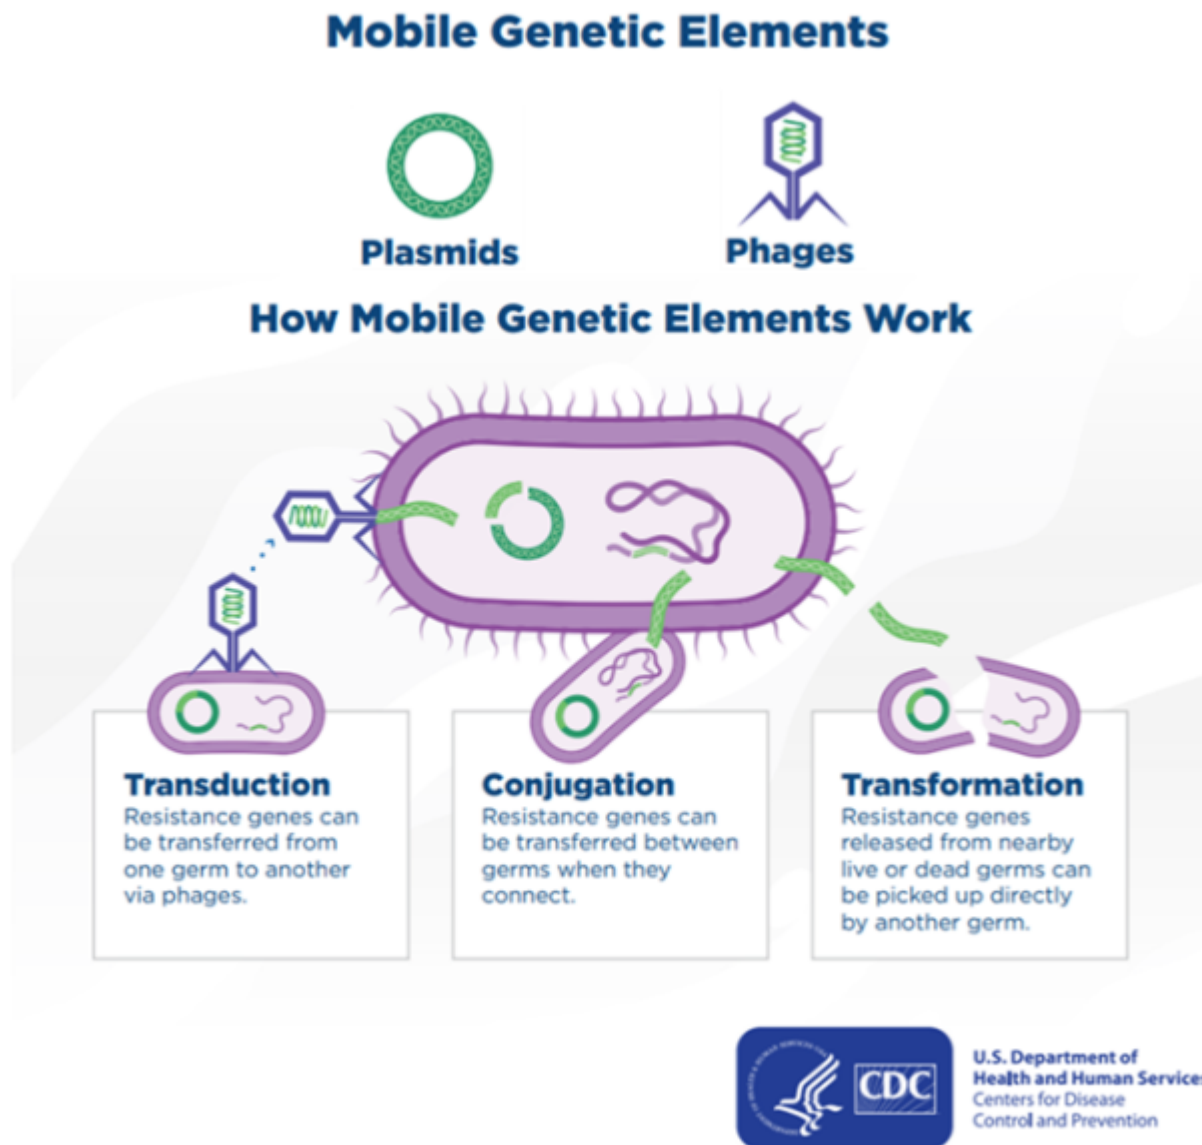 Mobile Genetic Elements
Plasmids
Phages
How Mobile Genetic Elements Work
Transduction
Resistance genes can
be transferred from
one germ to another
via phages.
Conjugation
Resistance genes can
be transferred between
germs when they
connect.
Transformation
Resistance genes
released from nearby
live or dead germs can
be picked up directly
by another germ.
CDC
U.S. Department of
Health and Human Services
Centers for Disease
Control and Prevention